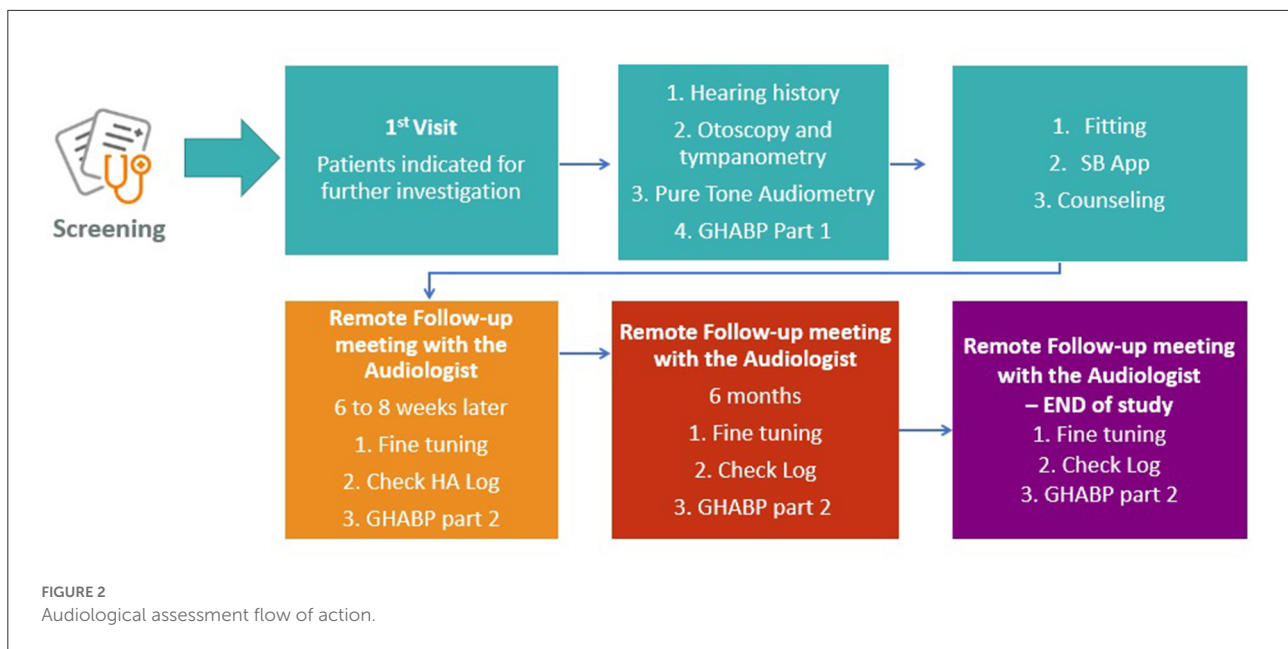 Screening
1st Visit
Patients indicated for
further investigation
1. Hearing history
2. Otoscopy and
tympanometry
3. Pure Tone Audiometry
4. GHABP Part 1
1. Fitting
2. SB App
3. Counseling
Remote Follow-up
meeting with the
Audiologist
6 to 8 weeks later
1. Fine tuning
2. Check HA Log
3. GHABP part 2
Remote Follow-up meeting
with the Audiologist
6 months
1. Fine tuning
2. Check Log
3. GHABP part 2
Remote Follow-up meeting
with the Audiologist
– END of study
1. Fine tuning
2. Check Log
3. GHABP part 2
FIGURE 2
Audiological assessment flow of action.